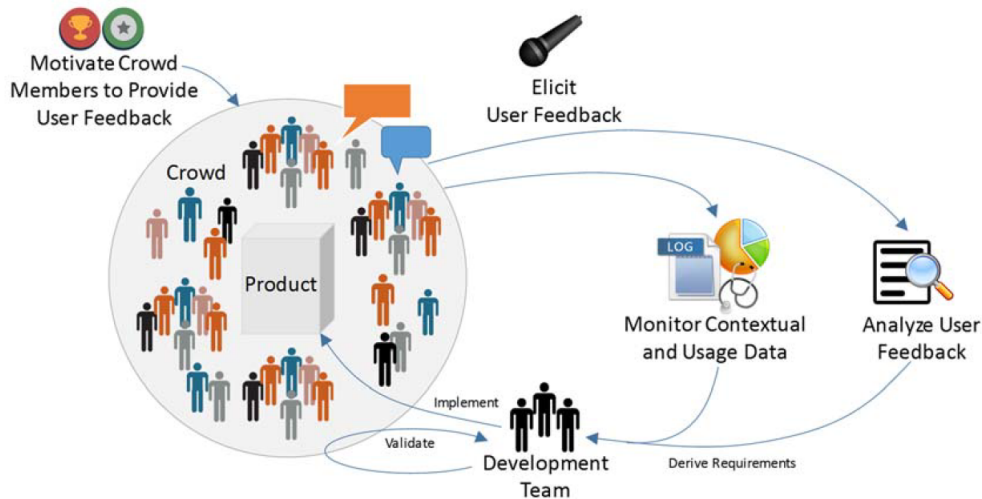 Motivate Crowd
Members to Provide
User Feedback
Elicit
User Feedback
Crowd
Product
LOG
Monitor Contextual
and Usage Data
Analyze User
Feedback
Implement
Validate
Development
Team
Derive Requirements